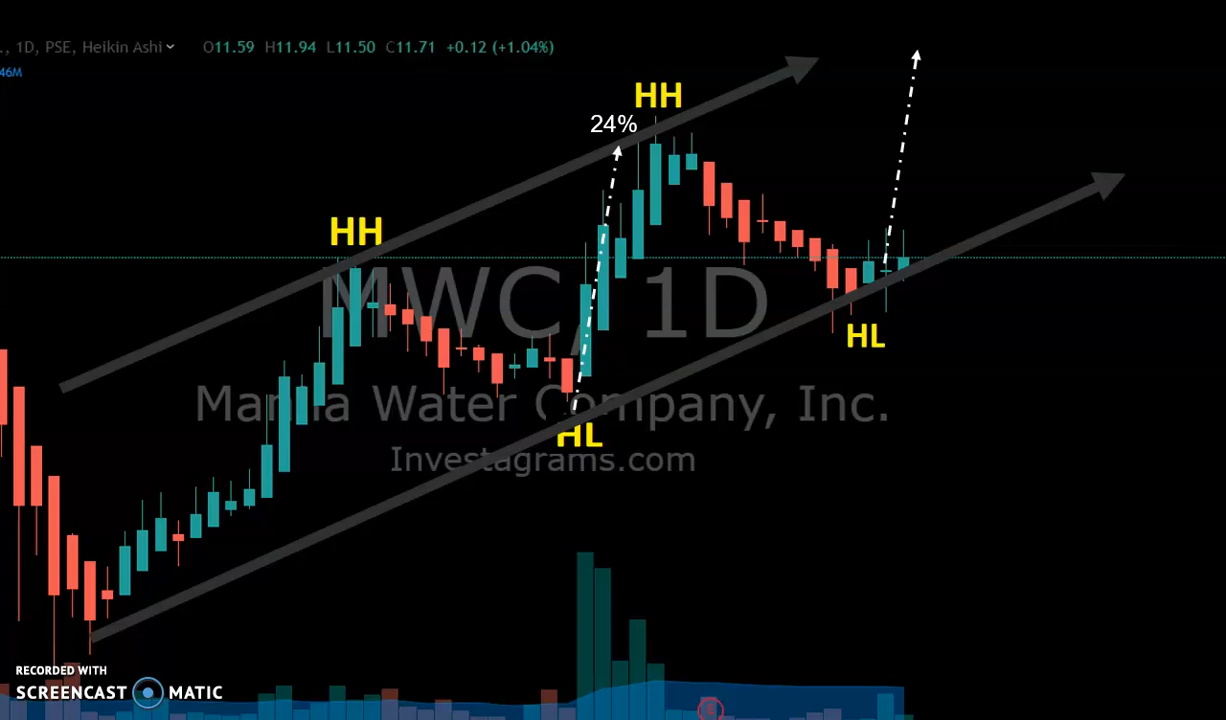 ., 1D, PSE, Heikin Ashi O11.59 H11.94 L11.50 C11.71 +0.12 (+1.04%)
46M
HH
24%
HH
MWC, 1D
HL
Manila Water Company, Inc.
HL
Investagrams.com
RECORDED WITH
SCREENCAST MATIC
E